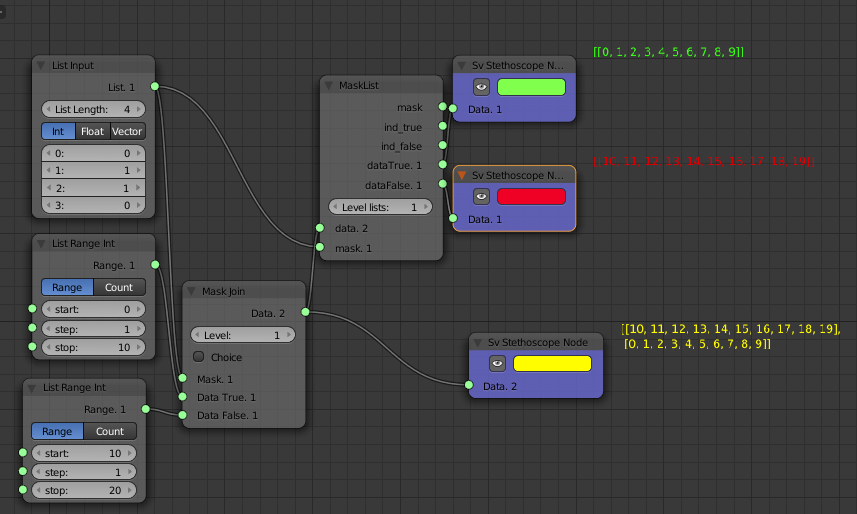 List Input
List. 1
List Length: 4
Int Float Vector
0: 0
1: 1
2: 1
3: 0
List Range Int
Range. 1
Range Count
start: 0
step: 1
stop: 10
List Range Int
Range. 1
Range Count
start: 10
step: 1
stop: 20
Mask Join
Data. 2
Level: 1
Choice
Mask. 1
Data True. 1
Data False. 1
MaskList
mask
ind_true
ind_false
dataTrue. 1
dataFalse. 1
Level lists: 1
data. 2
mask. 1
Sv Stethoscope N...
Data. 1
[[0, 1, 2, 3, 4, 5, 6, 7, 8, 9]]
Sv Stethoscope N...
Data. 1
[[10, 11, 12, 13, 14, 15, 16, 17, 18, 19]]
Sv Stethoscope Node
Data. 2
[[10, 11, 12, 13, 14, 15, 16, 17, 18, 19],
[0, 1, 2, 3, 4, 5, 6, 7, 8, 9]]